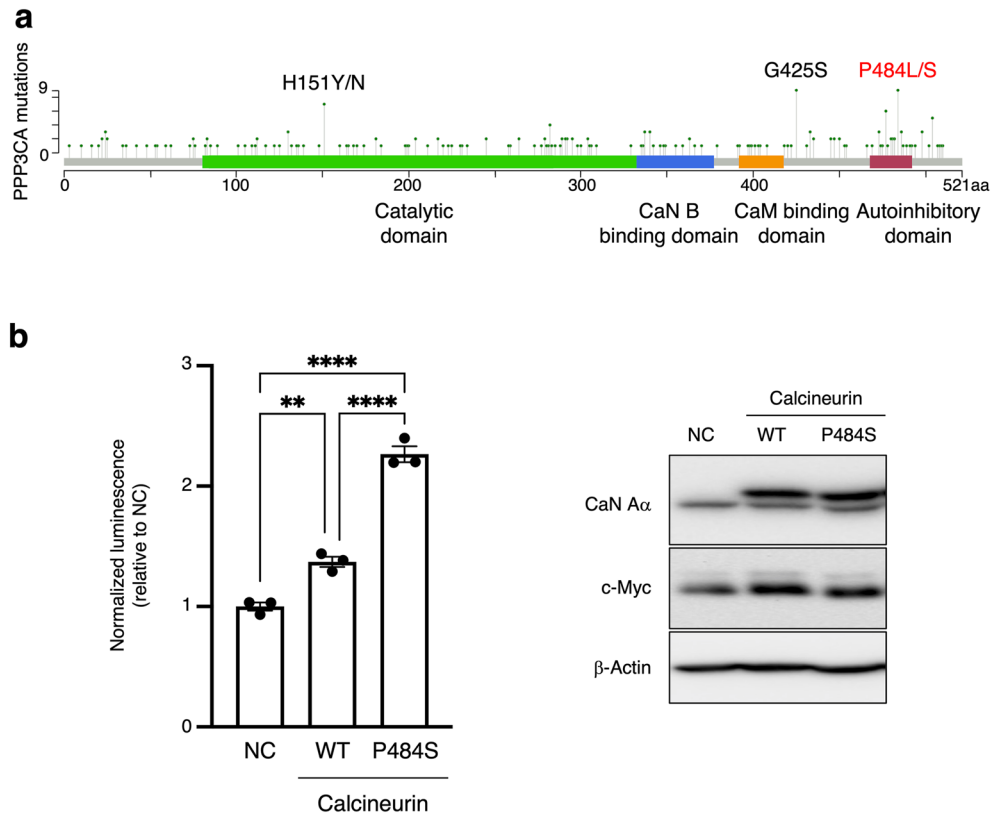 a
PPP3CA mutations
9
0
H151Y/N
G425S
P484L/S
0
100
200
300
400
521aa
Catalytic
domain
CaN B
binding domain
CaM binding
domain
Autoinhibitory
domain
b
Normalized luminescence
(relative to NC)
3
2
1
0
****
**
****
NC
WT
P484S
Calcineurin
Calcineurin
NC
WT
P484S
CaN Aα
c-Myc
β-Actin